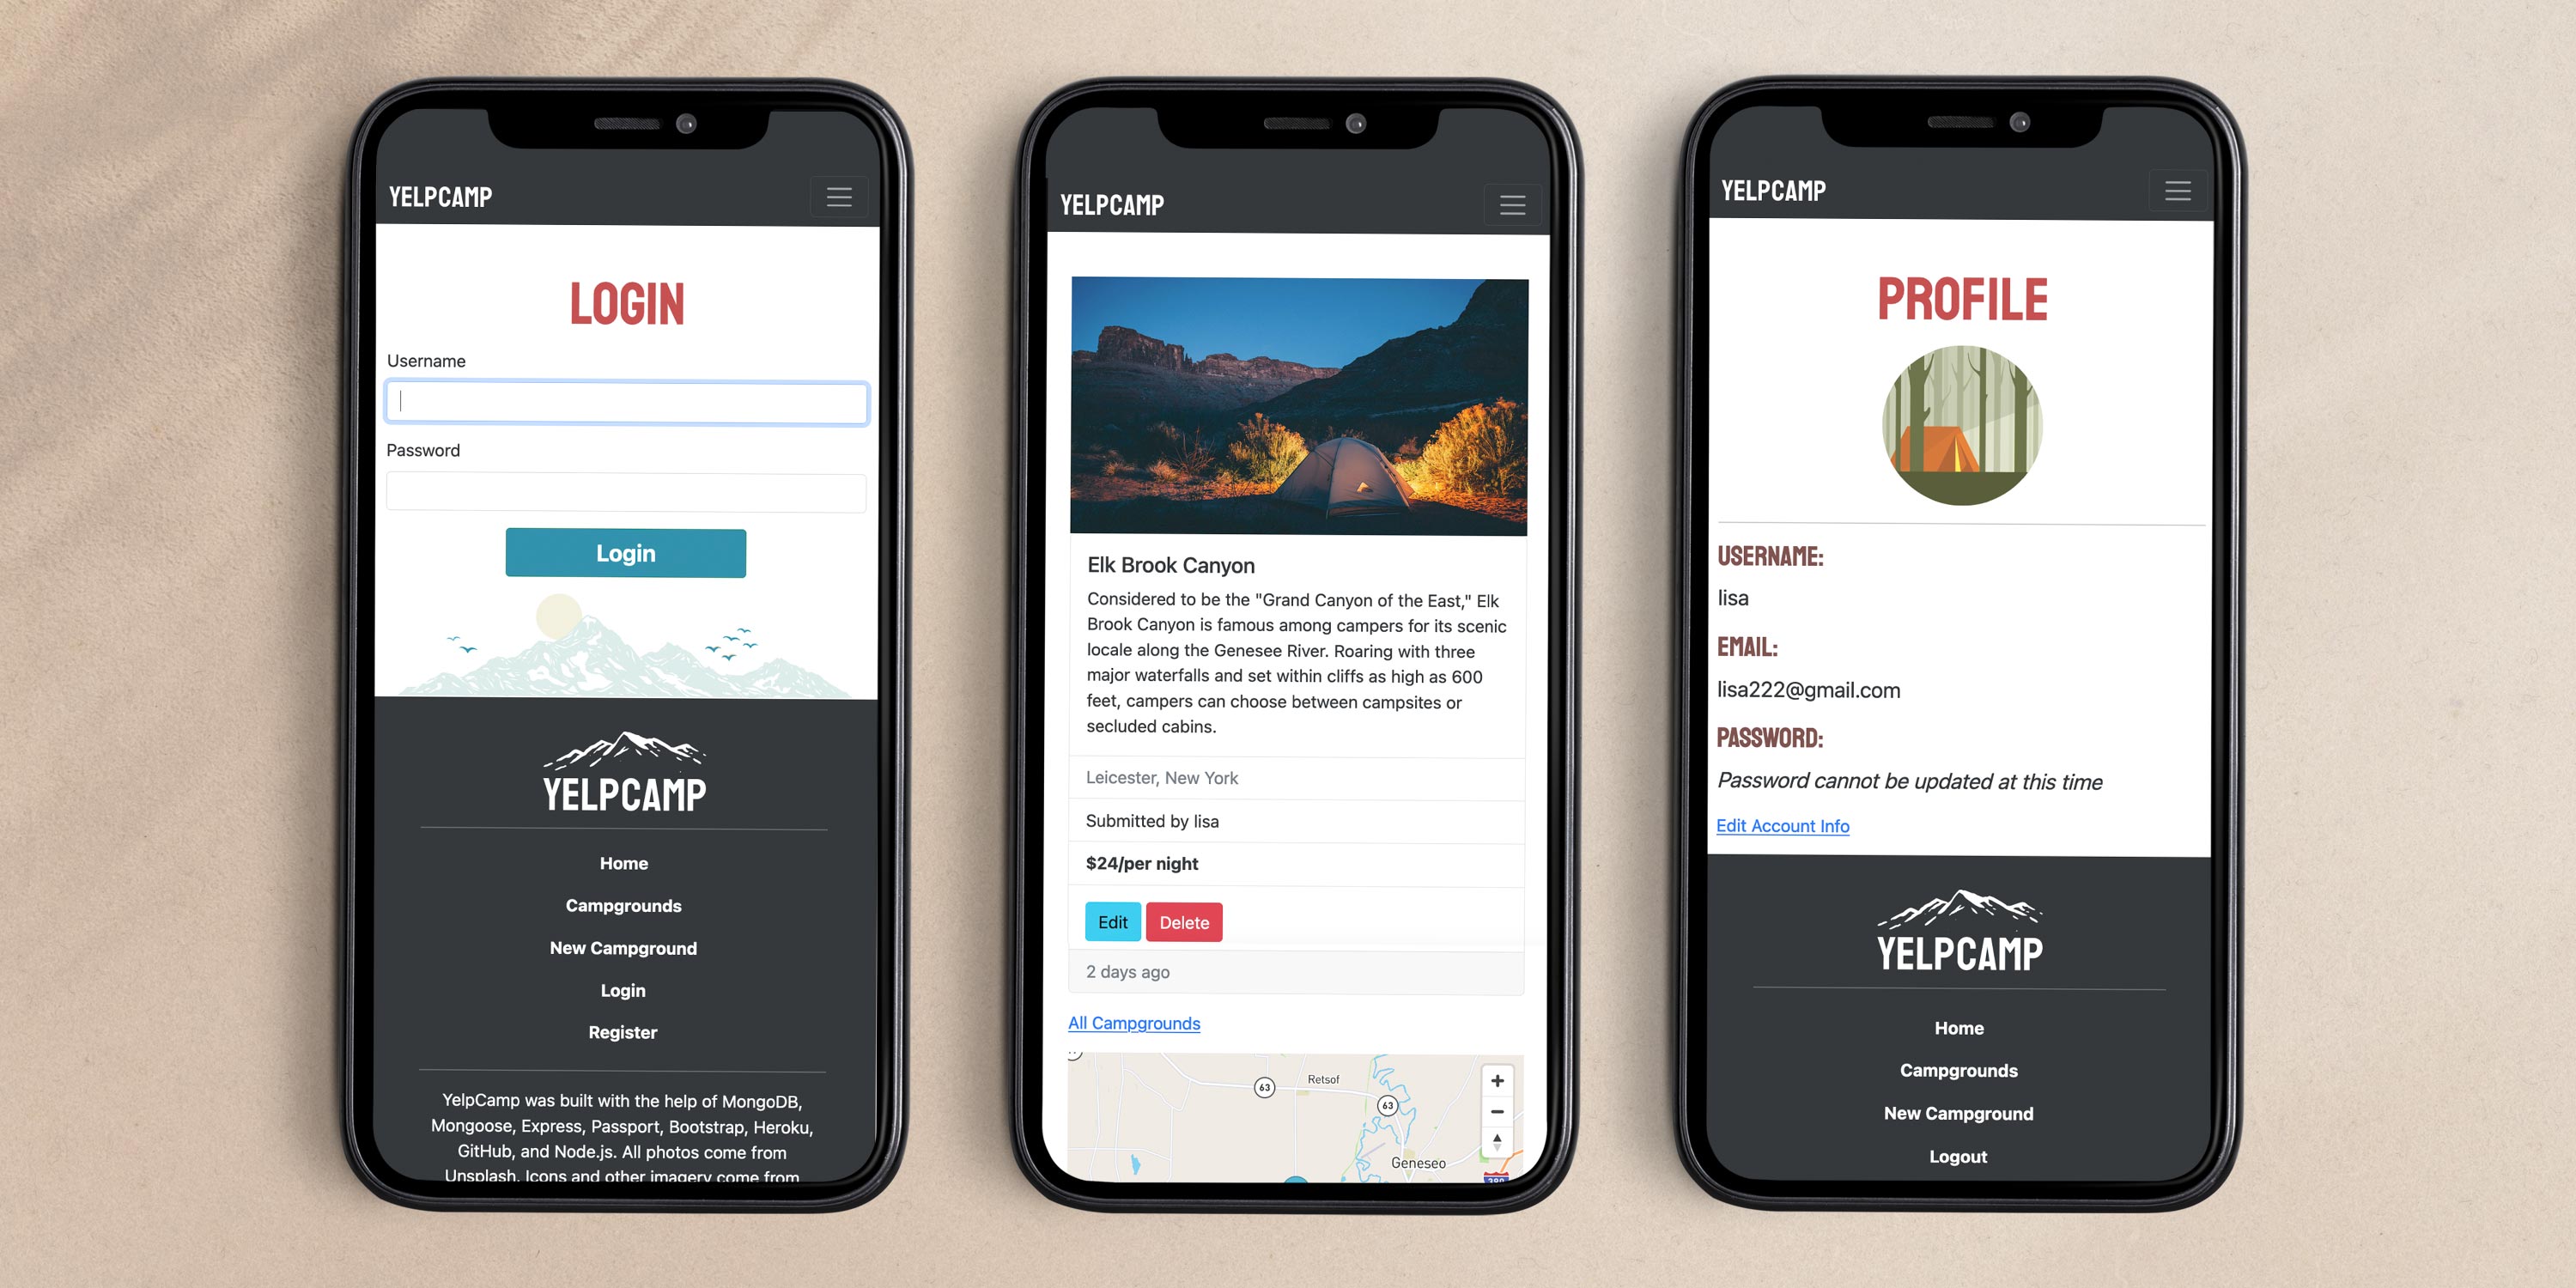 YELPCAMP
LOGIN
Username
Password
Login
YELPCAMP
Home
Campgrounds
New Campground
Login
Register
YelpCamp was built with the help of MongoDB,
Mongoose, Express, Passport, Bootstrap, Heroku,
GitHub, and Node.js. All photos come from
Unsplash. Icons and other imagery come from
YELPCAMP
Elk Brook Canyon
Considered to be the "Grand Canyon of the East," Elk
Brook Canyon is famous among campers for its scenic
locale along the Genesee River. Roaring with three
major waterfalls and set within cliffs as high as 600
feet, campers can choose between campsites or
secluded cabins.
Leicester, New York
Submitted by lisa
$24/per night
Edit Delete
2 days ago
All Campgrounds
63
Retsof
63
Geneseo
390
YELPCAMP
PROFILE
USERNAME:
lisa
EMAIL:
lisa222@gmail.com
PASSWORD:
Password cannot be updated at this time
Edit Account Info
YELPCAMP
Home
Campgrounds
New Campground
Logout